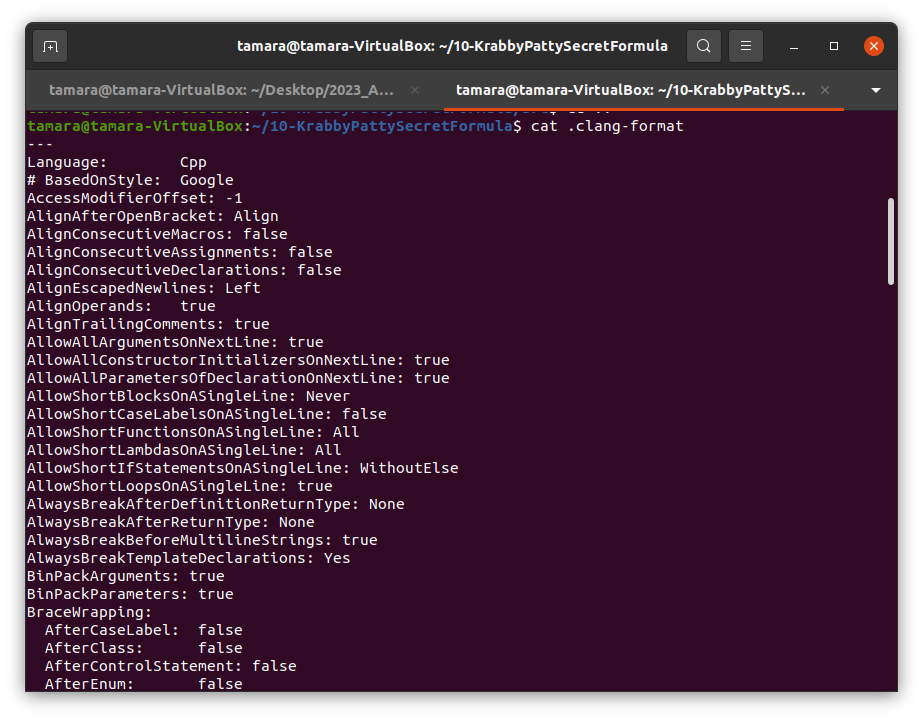 tamara@tamara-VirtualBox: ~/10-KrabbyPattySecretFormula
tamara@tamara-VirtualBox: ~/Desktop/2023_A...
tamara@tamara-VirtualBox: ~/10-KrabbyPattyS...
tamara@tamara-VirtualBox:~/10-KrabbyPattySecretFormula$ cat .clang-format
---
Language:        Cpp
# BasedOnStyle:  Google
AccessModifierOffset: -1
AlignAfterOpenBracket: Align
AlignConsecutiveMacros: false
AlignConsecutiveAssignments: false
AlignConsecutiveDeclarations: false
AlignEscapedNewlines: Left
AlignOperands:   true
AlignTrailingComments: true
AllowAllArgumentsOnNextLine: true
AllowAllConstructorInitializersOnNextLine: true
AllowAllParametersOfDeclarationOnNextLine: true
AllowShortBlocksOnASingleLine: Never
AllowShortCaseLabelsOnASingleLine: false
AllowShortFunctionsOnASingleLine: All
AllowShortLambdasOnASingleLine: All
AllowShortIfStatementsOnASingleLine: WithoutElse
AllowShortLoopsOnASingleLine: true
AlwaysBreakAfterDefinitionReturnType: None
AlwaysBreakAfterReturnType: None
AlwaysBreakBeforeMultilineStrings: true
AlwaysBreakTemplateDeclarations: Yes
BinPackArguments: true
BinPackParameters: true
BraceWrapping:
  AfterCaseLabel:  false
  AfterClass:      false
  AfterControlStatement: false
  AfterEnum:       false